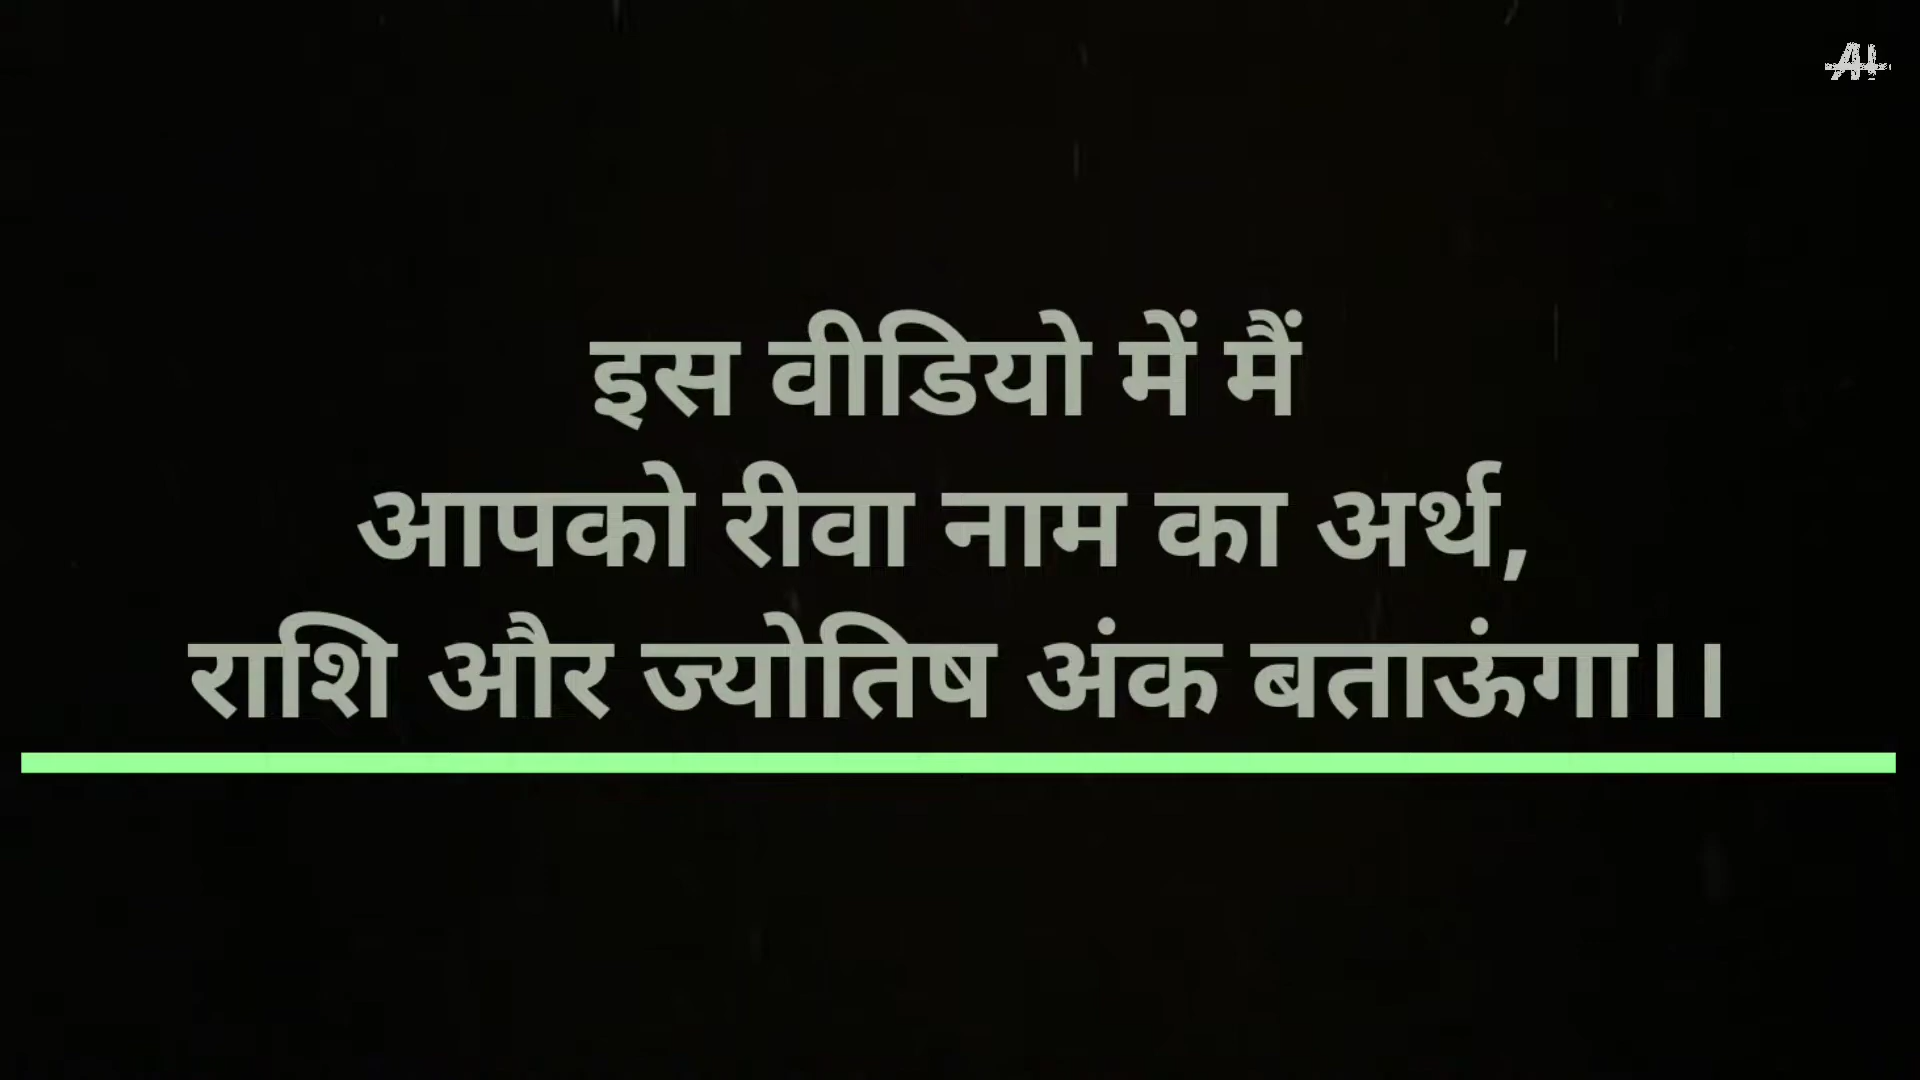 इस वीडियो में मैं
आपको रीवा नाम का अर्थ,
राशि और ज्योतिष अंक बताऊंगा।।